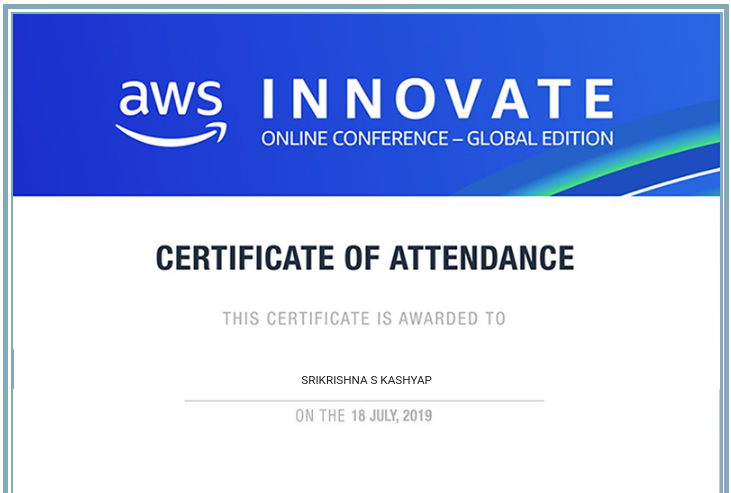 aws INNOVATE
ONLINE CONFERENCE – GLOBAL EDITION
CERTIFICATE OF ATTENDANCE
THIS CERTIFICATE IS AWARDED TO
SRIKRISHNA S KASHYAP
ON THE 18 JULY, 2019